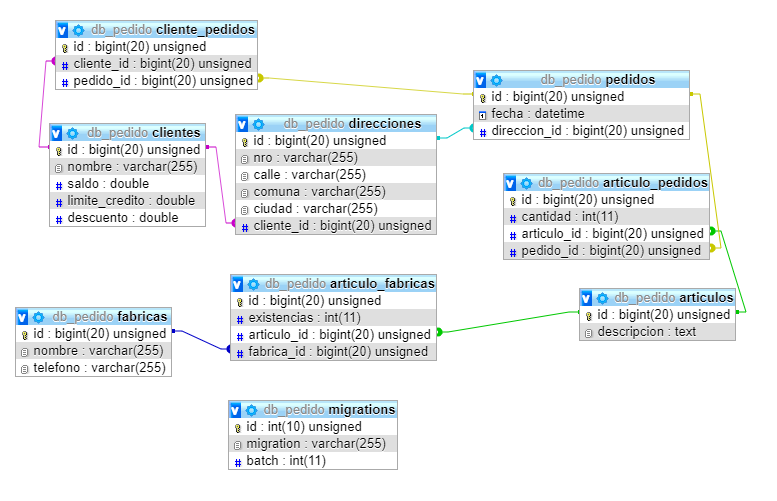 db_pedido cliente_pedidos
id : bigint(20) unsigned
cliente_id : bigint(20) unsigned
pedido_id : bigint(20) unsigned
db_pedido pedidos
id : bigint(20) unsigned
fecha : datetime
direccion_id : bigint(20) unsigned
db_pedido clientes
id : bigint(20) unsigned
nombre : varchar(255)
saldo : double
limite_credito : double
descuento : double
db_pedido direcciones
id : bigint(20) unsigned
nro : varchar(255)
calle : varchar(255)
comuna : varchar(255)
ciudad : varchar(255)
cliente_id : bigint(20) unsigned
db_pedido articulo_pedidos
id : bigint(20) unsigned
cantidad : int(11)
articulo_id : bigint(20) unsigned
pedido_id : bigint(20) unsigned
db_pedido fabricas
id : bigint(20) unsigned
nombre : varchar(255)
telefono : varchar(255)
db_pedido articulo_fabricas
id : bigint(20) unsigned
existencias : int(11)
articulo_id : bigint(20) unsigned
fabrica_id : bigint(20) unsigned
db_pedido articulos
id : bigint(20) unsigned
descripcion : text
db_pedido migrations
id : int(10) unsigned
migration : varchar(255)
batch : int(11)